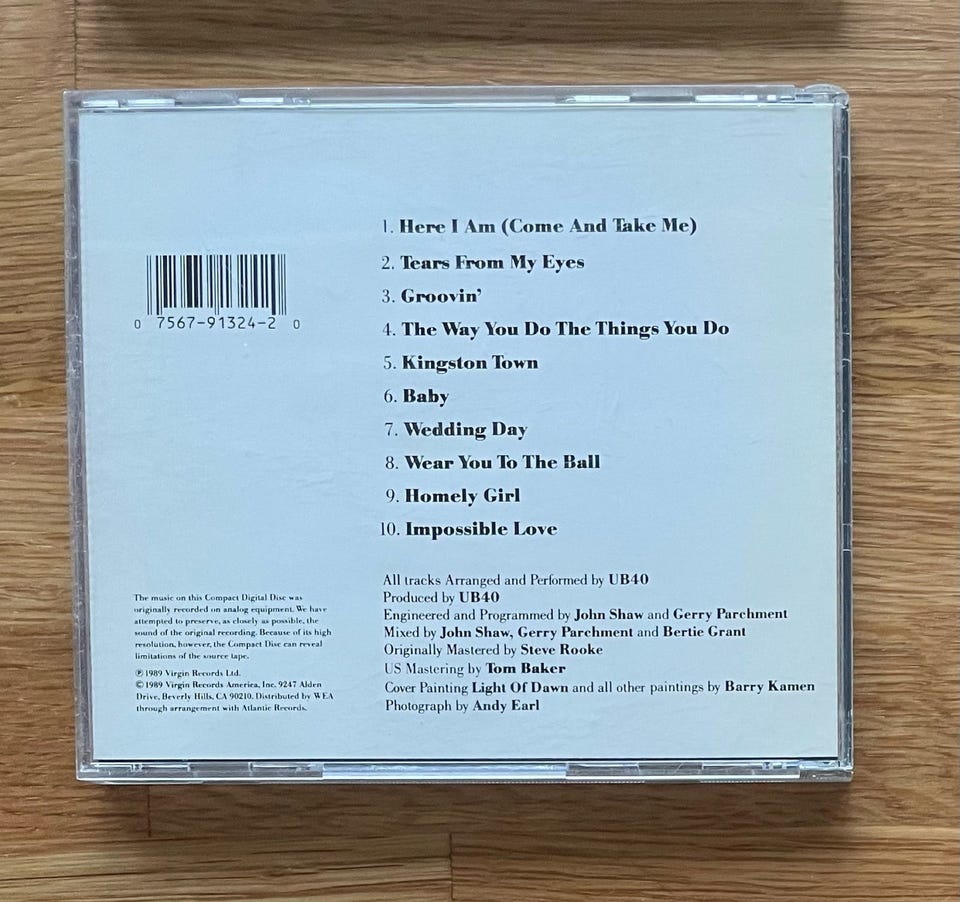 1. Here I Am (Come And Take Me)
2. Tears From My Eyes
3. Groovin'
4. The Way You Do The Things You Do
5. Kingston Town
6. Baby
7. Wedding Day
8. Wear You To The Ball
9. Homely Girl
10. Impossible Love
0 7567-91324-2 0
All tracks Arranged and Performed by UB40
Produced by UB40
Engineered and Programmed by John Shaw and Gerry Parchment
Mixed by John Shaw, Gerry Parchment and Bertie Grant
Originally Mastered by Steve Rooke
US Mastering by Tom Baker
Cover Painting Light Of Dawn and all other paintings by Barry Kamen
Photograph by Andy Earl
The music on this Compact Digital Disc was
originally recorded on analog equipment. We have
attempted to preserve, as closely as possible, the
sound of the original recording. Because of its high
resolution, however, the Compact Disc can reveal
limitations of the source tape.
℗ 1989 Virgin Records Ltd.
© 1989 Virgin Records America, Inc. 9247 Alden
Drive, Beverly Hills, CA 90210. Distributed by WEA
through arrangement with Atlantic Records.